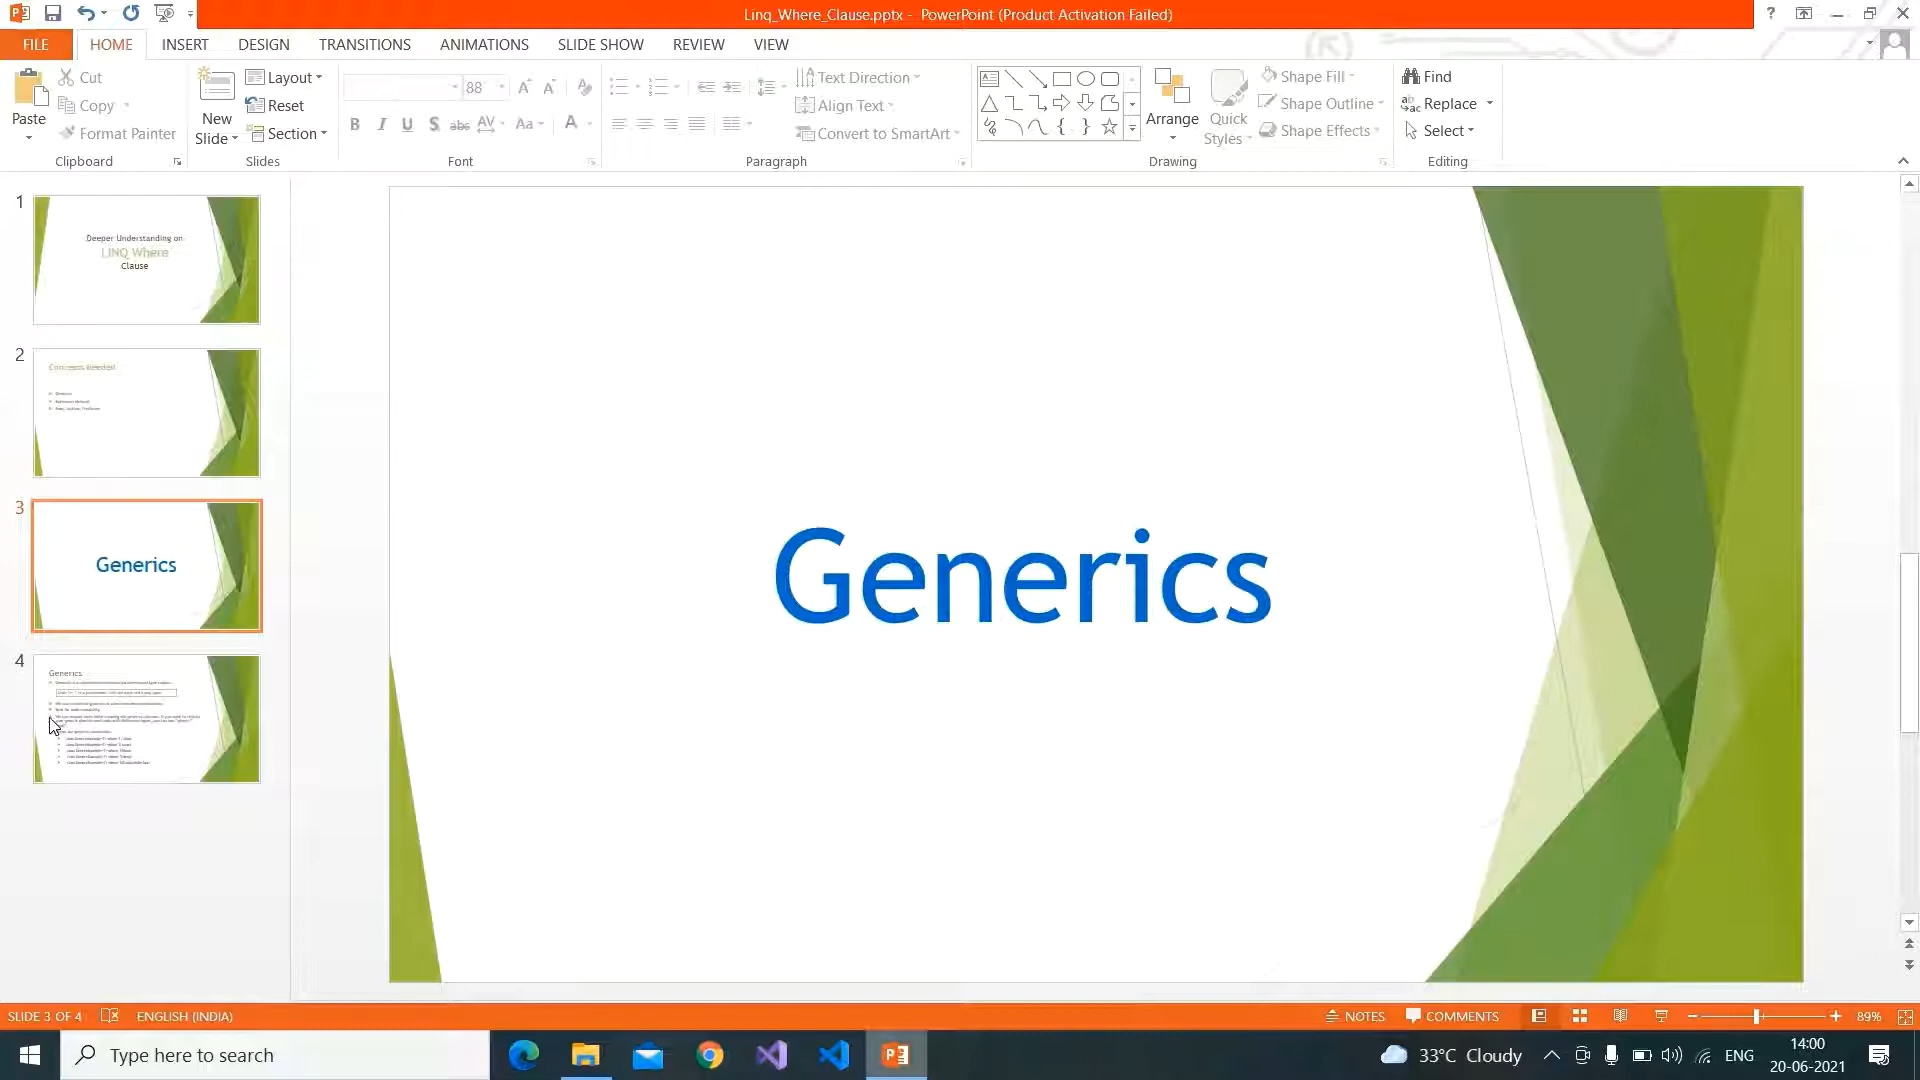 Linq_Where_Clause.pptx - PowerPoint (Product Activation Failed)
FILE HOME INSERT DESIGN TRANSITIONS ANIMATIONS SLIDE SHOW REVIEW VIEW
Paste
Cut
Copy
Format Painter
Clipboard
New Slide
Layout
Reset
Section
Slides
88
Font
Text Direction
Align Text
Convert to SmartArt
Paragraph
Arrange
Quick Styles
Shape Fill
Shape Outline
Shape Effects
Drawing
Find
Replace
Select
Editing
1
Deeper Understanding on
LINQ Where
Clause
2
Concepts Needed
Generics
3
Generics
4
Generics
Generics
SLIDE 3 OF 4
ENGLISH (INDIA)
NOTES
COMMENTS
89%
Type here to search
33°C Cloudy
ENG
14:00
20-06-2021